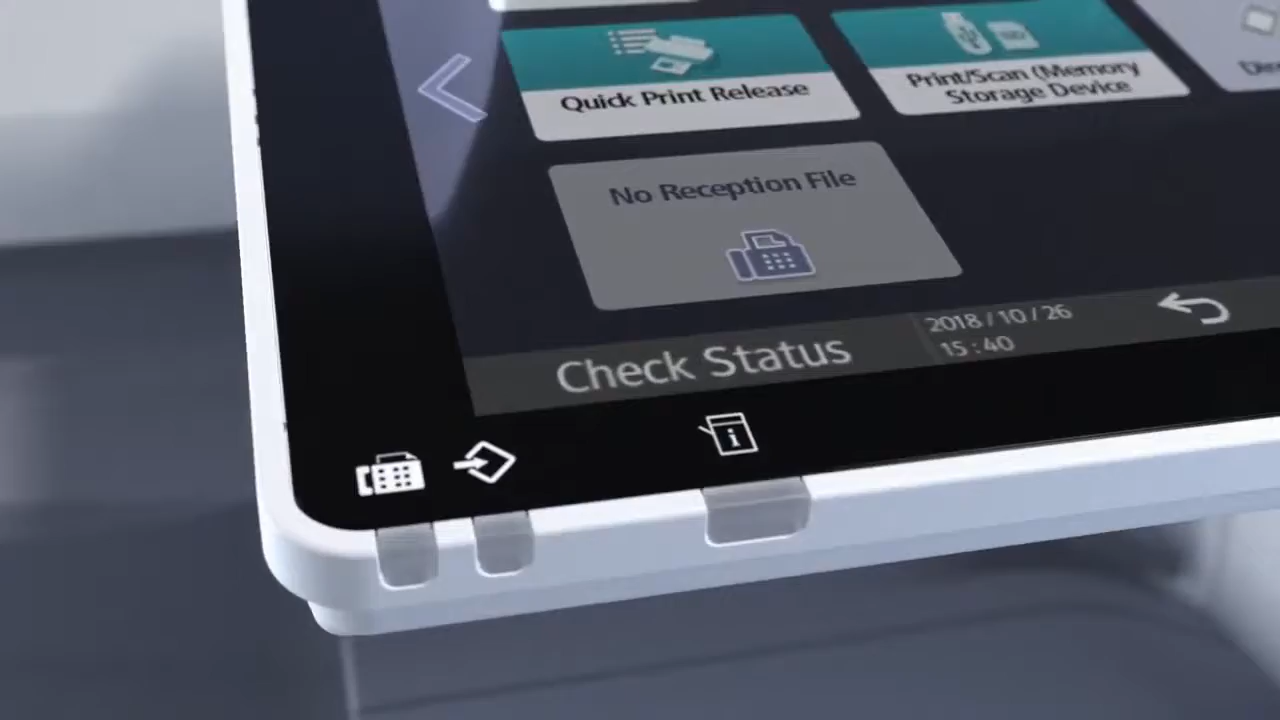 Quick Print Release
Print/Scan (Memory
Storage Device
No Reception File
Check Status
2018 / 10 / 26
15 : 40